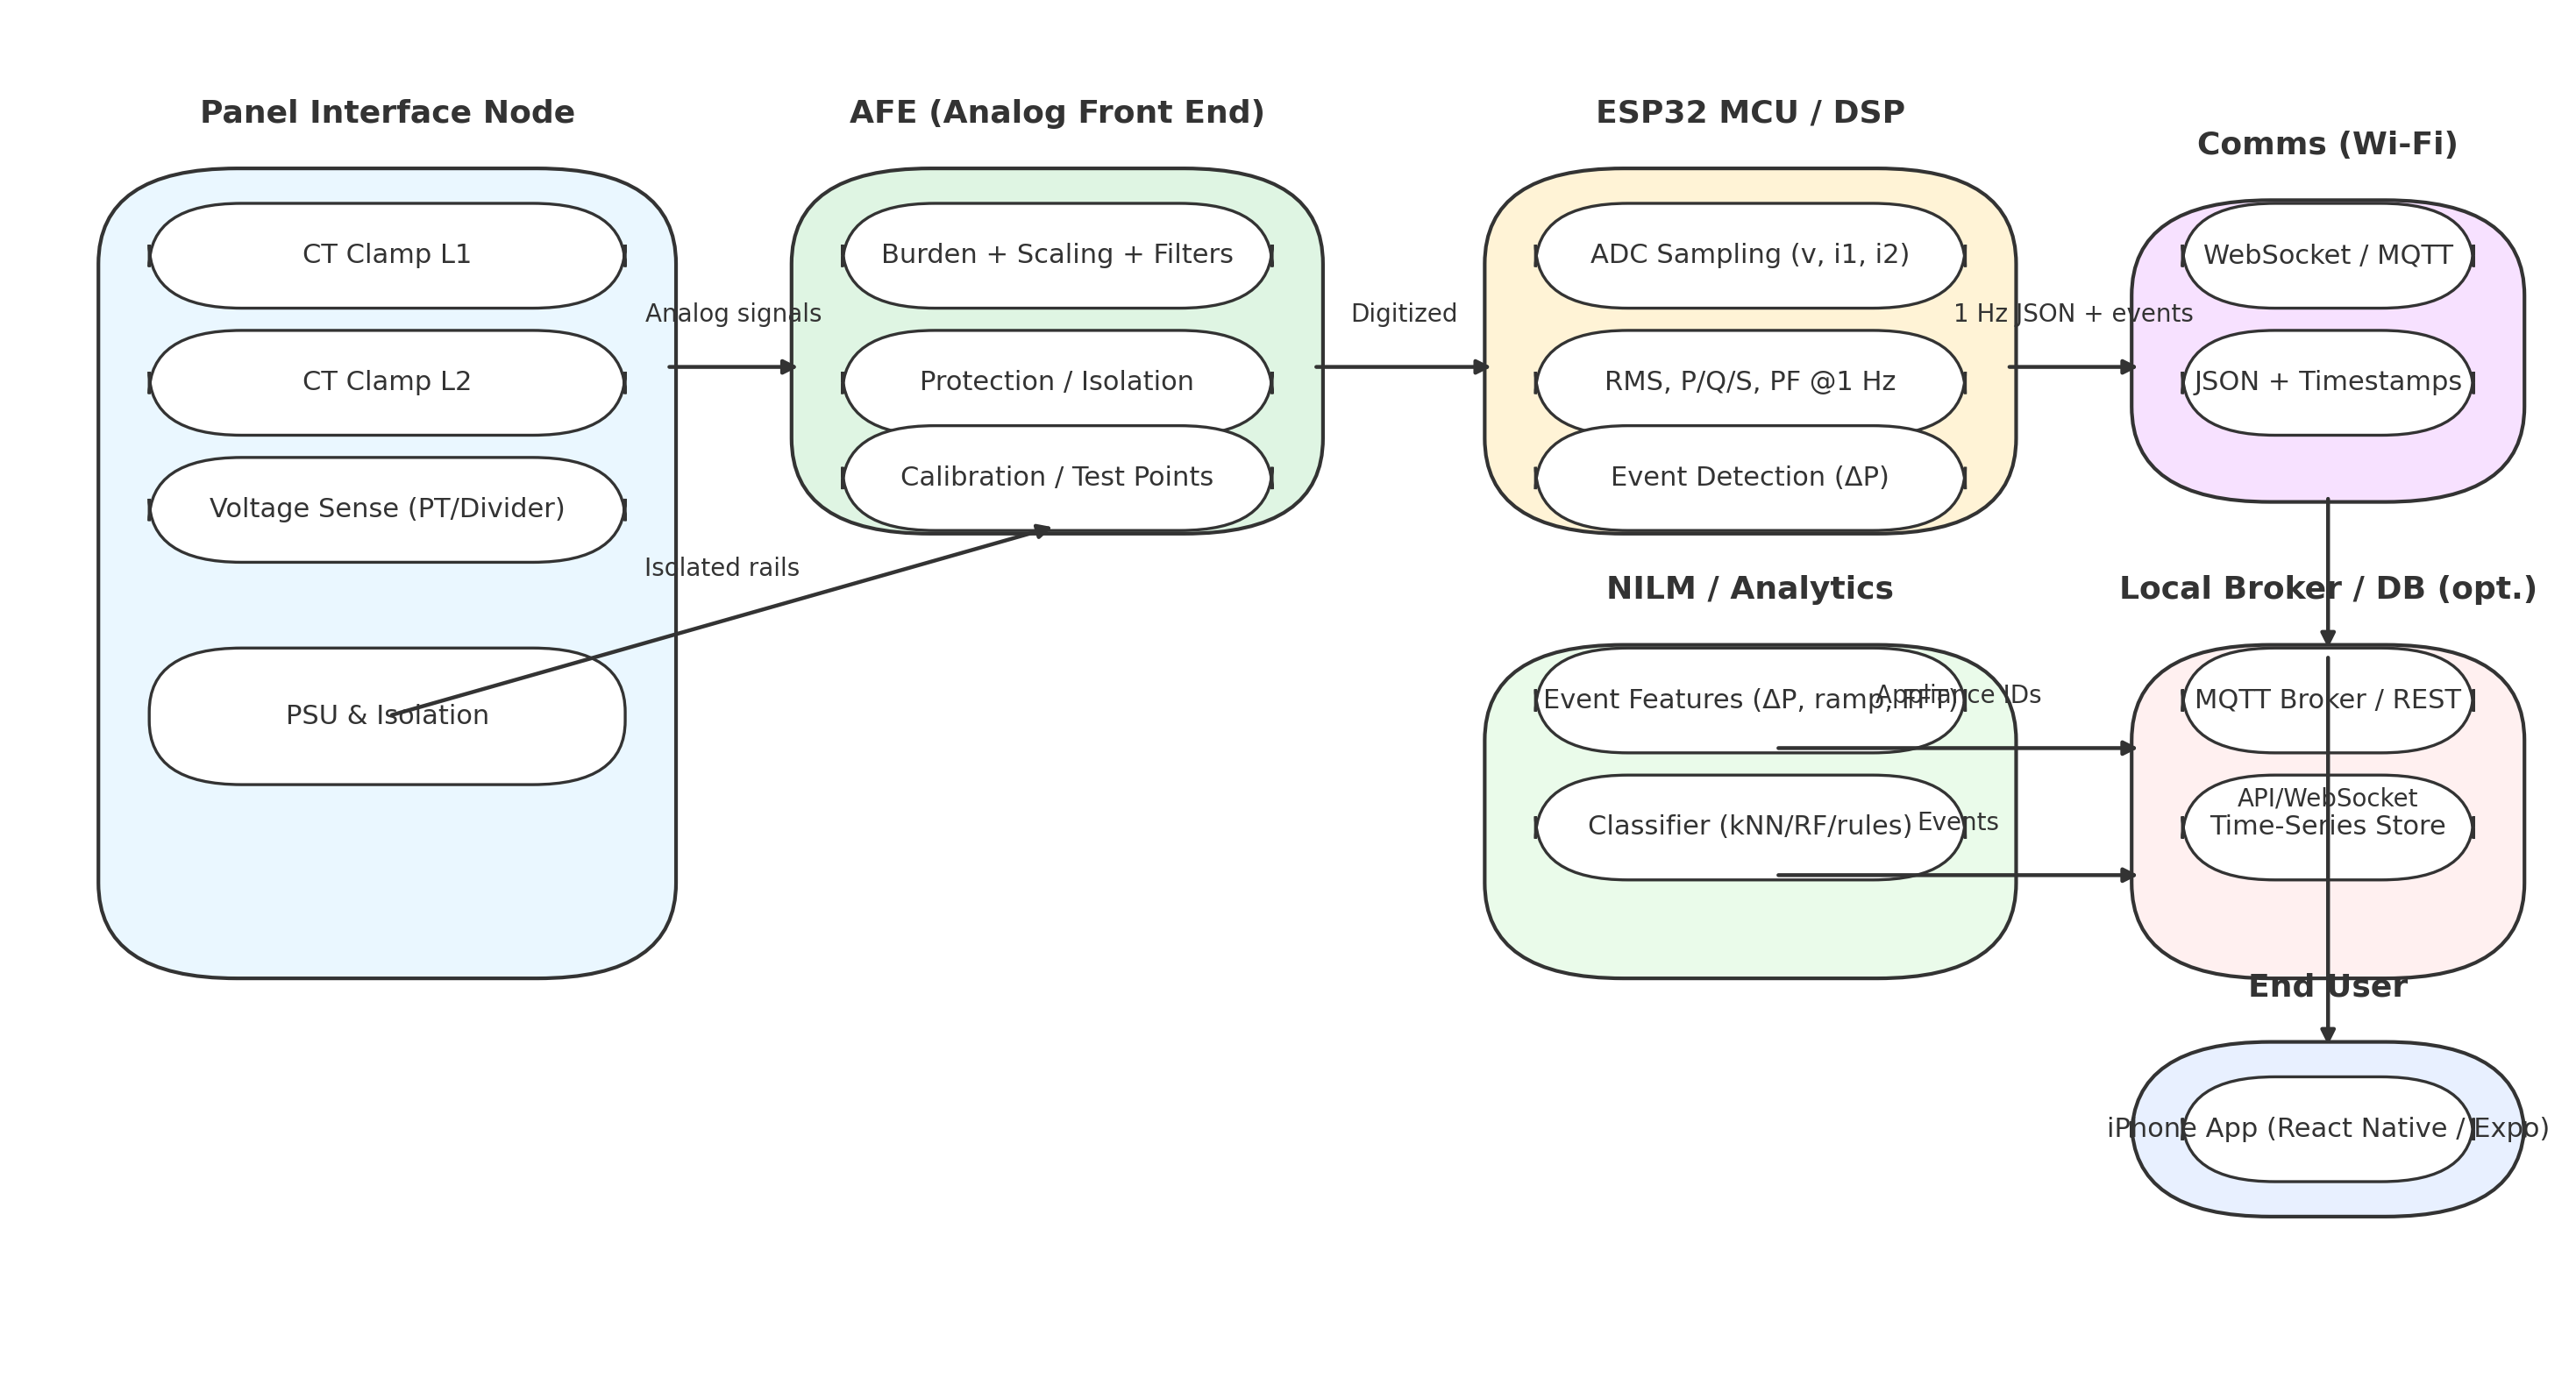 Panel Interface Node
CT Clamp L1
CT Clamp L2
Voltage Sense (PT/Divider)
PSU & Isolation
Analog signals
Isolated rails
AFE (Analog Front End)
Burden + Scaling + Filters
Protection / Isolation
Calibration / Test Points
Digitized
ESP32 MCU / DSP
ADC Sampling (v, i1, i2)
RMS, P/Q/S, PF @1 Hz
Event Detection (ΔP)
1 Hz JSON + events
Comms (Wi-Fi)
WebSocket / MQTT
JSON + Timestamps
NILM / Analytics
Event Features (ΔP, ramp, FFT)
Appliance IDs
Classifier (kNN/RF/rules)
Events
Local Broker / DB (opt.)
MQTT Broker / REST
API/WebSocket
Time-Series Store
End User
iPhone App (React Native / Expo)